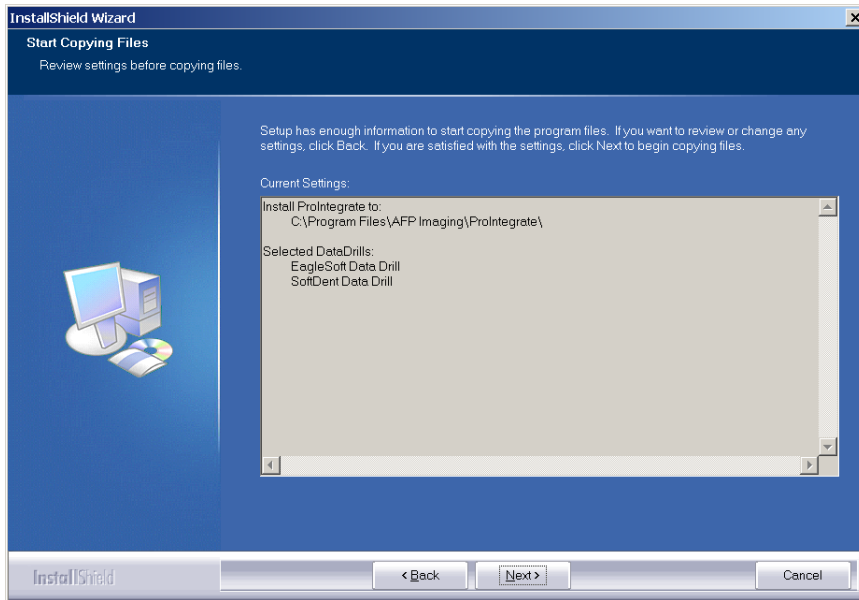 InstallShield Wizard
Start Copying Files
Review settings before copying files.
Setup has enough information to start copying the program files. If you want to review or change any
settings, click Back. If you are satisfied with the settings, click Next to begin copying files.
Current Settings:
Install ProIntegrate to:
C:\Program Files\AFP Imaging\ProIntegrate\
Selected DataDrills:
EagleSoft Data Drill
SoftDent Data Drill
InstallShield
< Back
Next >
Cancel